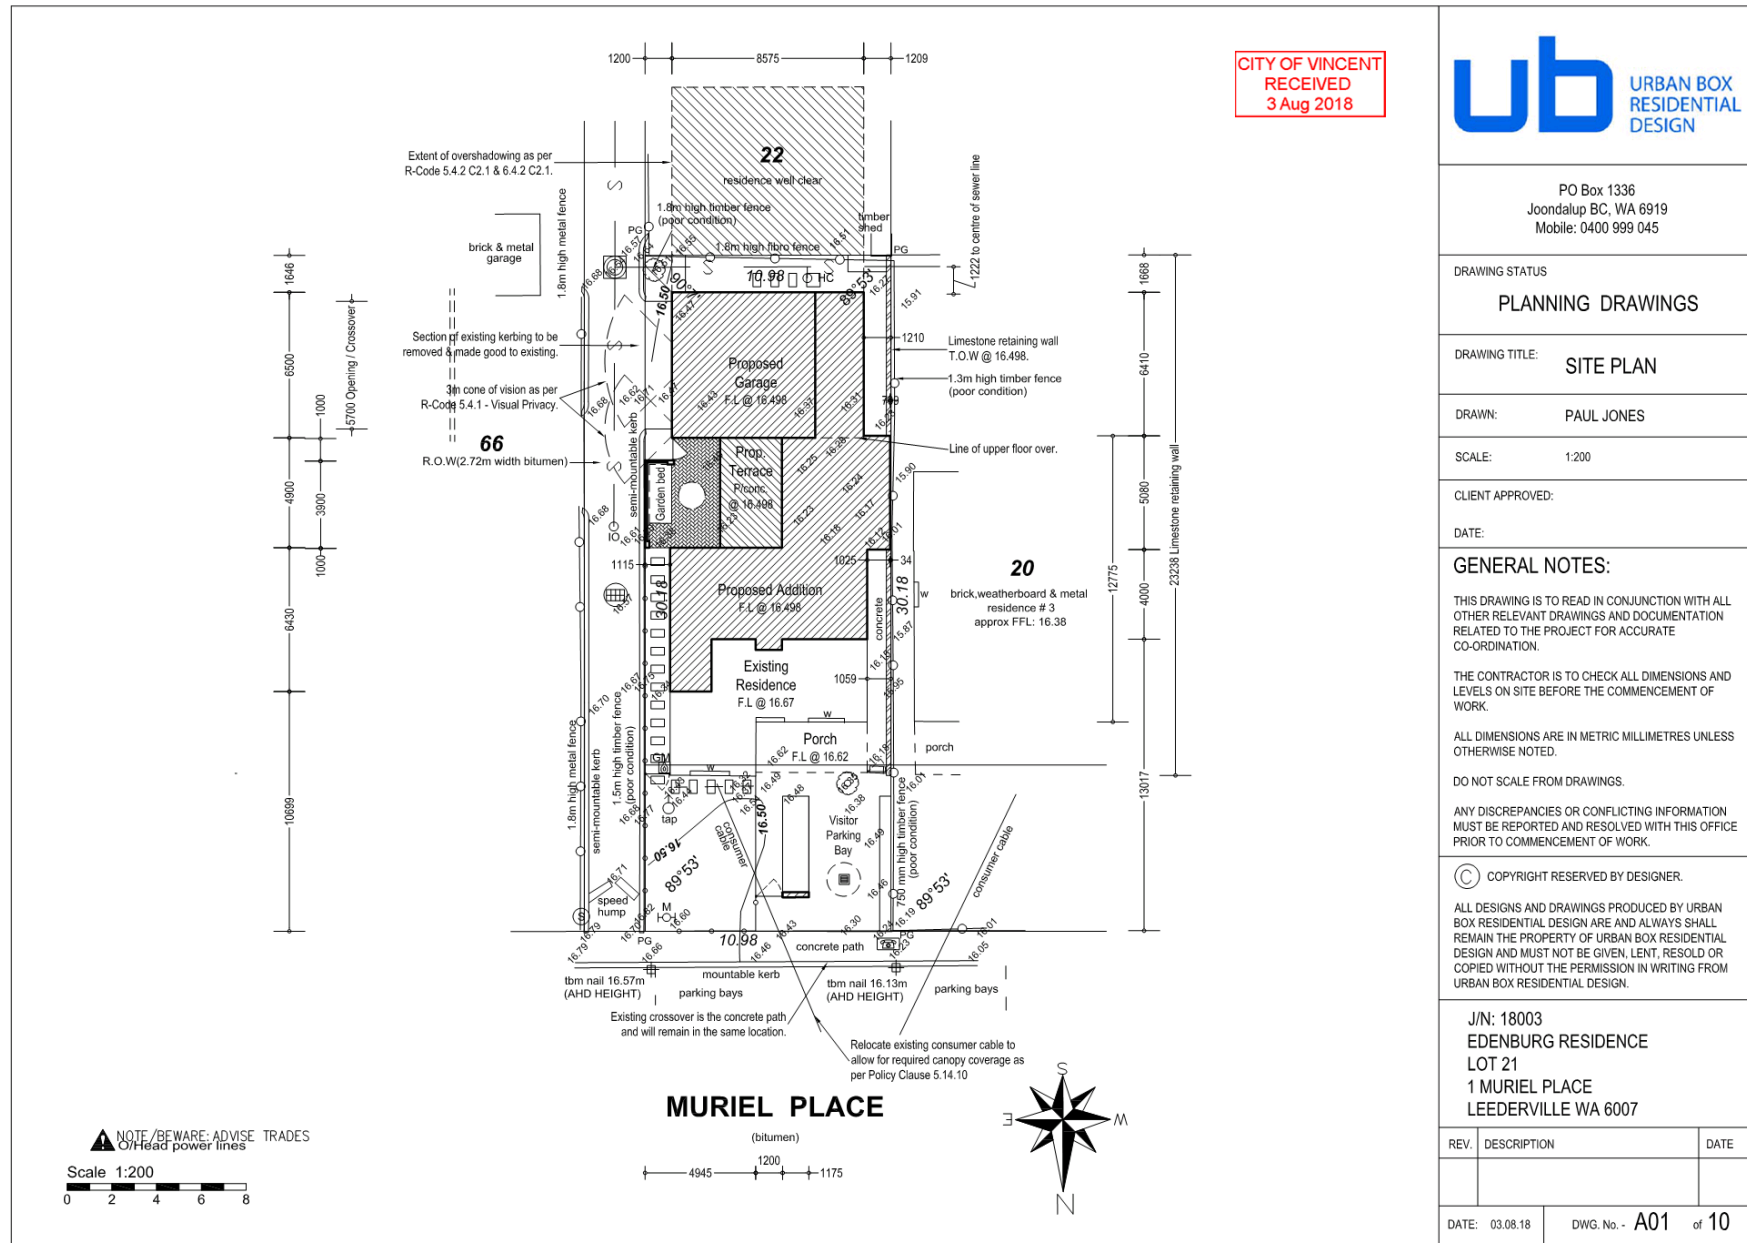 CITY OF VINCENT
RECEIVED
3 Aug 2018
ub
URBAN BOX
RESIDENTIAL
DESIGN
PO Box 1336
Joondalup BC, WA 6919
Mobile: 0400 999 045
DRAWING STATUS
PLANNING DRAWINGS
DRAWING TITLE: SITE PLAN
DRAWN: PAUL JONES
SCALE: 1:200
CLIENT APPROVED:
DATE:
GENERAL NOTES:
THIS DRAWING IS TO READ IN CONJUNCTION WITH ALL
OTHER RELEVANT DRAWINGS AND DOCUMENTATION
RELATED TO THE PROJECT FOR ACCURATE
CO-ORDINATION.
THE CONTRACTOR IS TO CHECK ALL DIMENSIONS AND
LEVELS ON SITE BEFORE THE COMMENCEMENT OF
WORK.
ALL DIMENSIONS ARE IN METRIC MILLIMETRES UNLESS
OTHERWISE NOTED.
DO NOT SCALE FROM DRAWINGS.
ANY DISCREPANCIES OR CONFLICTING INFORMATION
MUST BE REPORTED AND RESOLVED WITH THIS OFFICE
PRIOR TO COMMENCEMENT OF WORK.
© COPYRIGHT RESERVED BY DESIGNER.
ALL DESIGNS AND DRAWINGS PRODUCED BY URBAN
BOX RESIDENTIAL DESIGN ARE AND ALWAYS SHALL
REMAIN THE PROPERTY OF URBAN BOX RESIDENTIAL
DESIGN AND MUST NOT BE GIVEN, LENT, RESOLD OR
COPIED WITHOUT THE PERMISSION IN WRITING FROM
URBAN BOX RESIDENTIAL DESIGN.
J/N: 18003
EDENBURG RESIDENCE
LOT 21
1 MURIEL PLACE
LEEDERVILLE WA 6007
REV. DESCRIPTION DATE
DATE: 03.08.18 DWG. No. - A01 of 10
1200 8575 1209
Extent of overshadowing as per
R-Code 5.4.2 C2.1 & 6.4.2 C2.1.
22
residence well clear
1.8m high timber fence
(poor condition)
timber
shed
PG
1.8m high fibro fence
PG
1222 to centre of sewer line
brick & metal
garage
1.8m high metal fence
10.98
HC
90°7'
89°53'
16.50
1646
6500
4900
6430
10699
1000
3900
1000
5700 Opening / Crossover
Section of existing kerbing to be
removed & made good to existing.
3m cone of vision as per
R-Code 5.4.1 - Visual Privacy.
66
R.O.W(2.72m width bitumen)
semi-mountable kerb
Proposed
Garage
F.L @ 16.498
1210
Limestone retaining wall
T.O.W @ 16.498.
1.3m high timber fence
(poor condition)
Line of upper floor over.
Prop.
Terrace
P/conc.
@ 16.498
Garden bed
IO
1115
1025 34
30.18
30.18
Proposed Addition
F.L @ 16.498
concrete
w
20
brick,weatherboard & metal
residence # 3
approx FFL: 16.38
Existing
Residence
F.L @ 16.67
1059
w
Porch
F.L @ 16.62
porch
1668
6410
5080
4000
13017
12775
23238 Limestone retaining wall
GM
w
tap
1.8m high metal fence
semi-mountable kerb
1.5m high timber fence
(poor condition)
consumer
cable
16.50
16.50
Visitor
Parking
Bay
750 mm high timber fence
(poor condition)
consumer cable
89°53'
89°53'
speed
hump
S
M
PG
10.98
concrete path
PG
mountable kerb
tbm nail 16.57m
(AHD HEIGHT)
parking bays
tbm nail 16.13m
(AHD HEIGHT)
parking bays
Existing crossover is the concrete path
and will remain in the same location.
Relocate existing consumer cable to
allow for required canopy coverage as
per Policy Clause 5.14.10
MURIEL PLACE
(bitumen)
4945 1200 1175
S
E W
N
NOTE/BEWARE: ADVISE TRADES
O/Head power lines
Scale 1:200
0 2 4 6 8